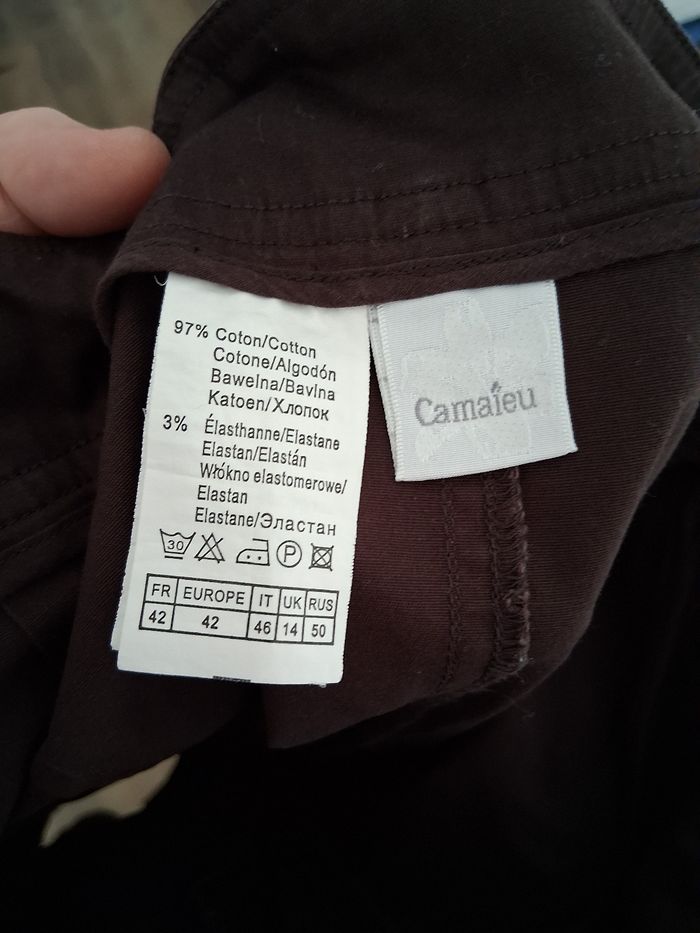 97% Coton/Cotton
Cotone/Algodón
Bawełna/Bavlna
Katoen/Хлопок
3% Élasthanne/Elastane
Elastan/Elastán
Włókno elastomerowe/
Elastan
Elastane/Эластан
30 P
FR EUROPE IT UK RUS
42 42 46 14 50
Camaïeu